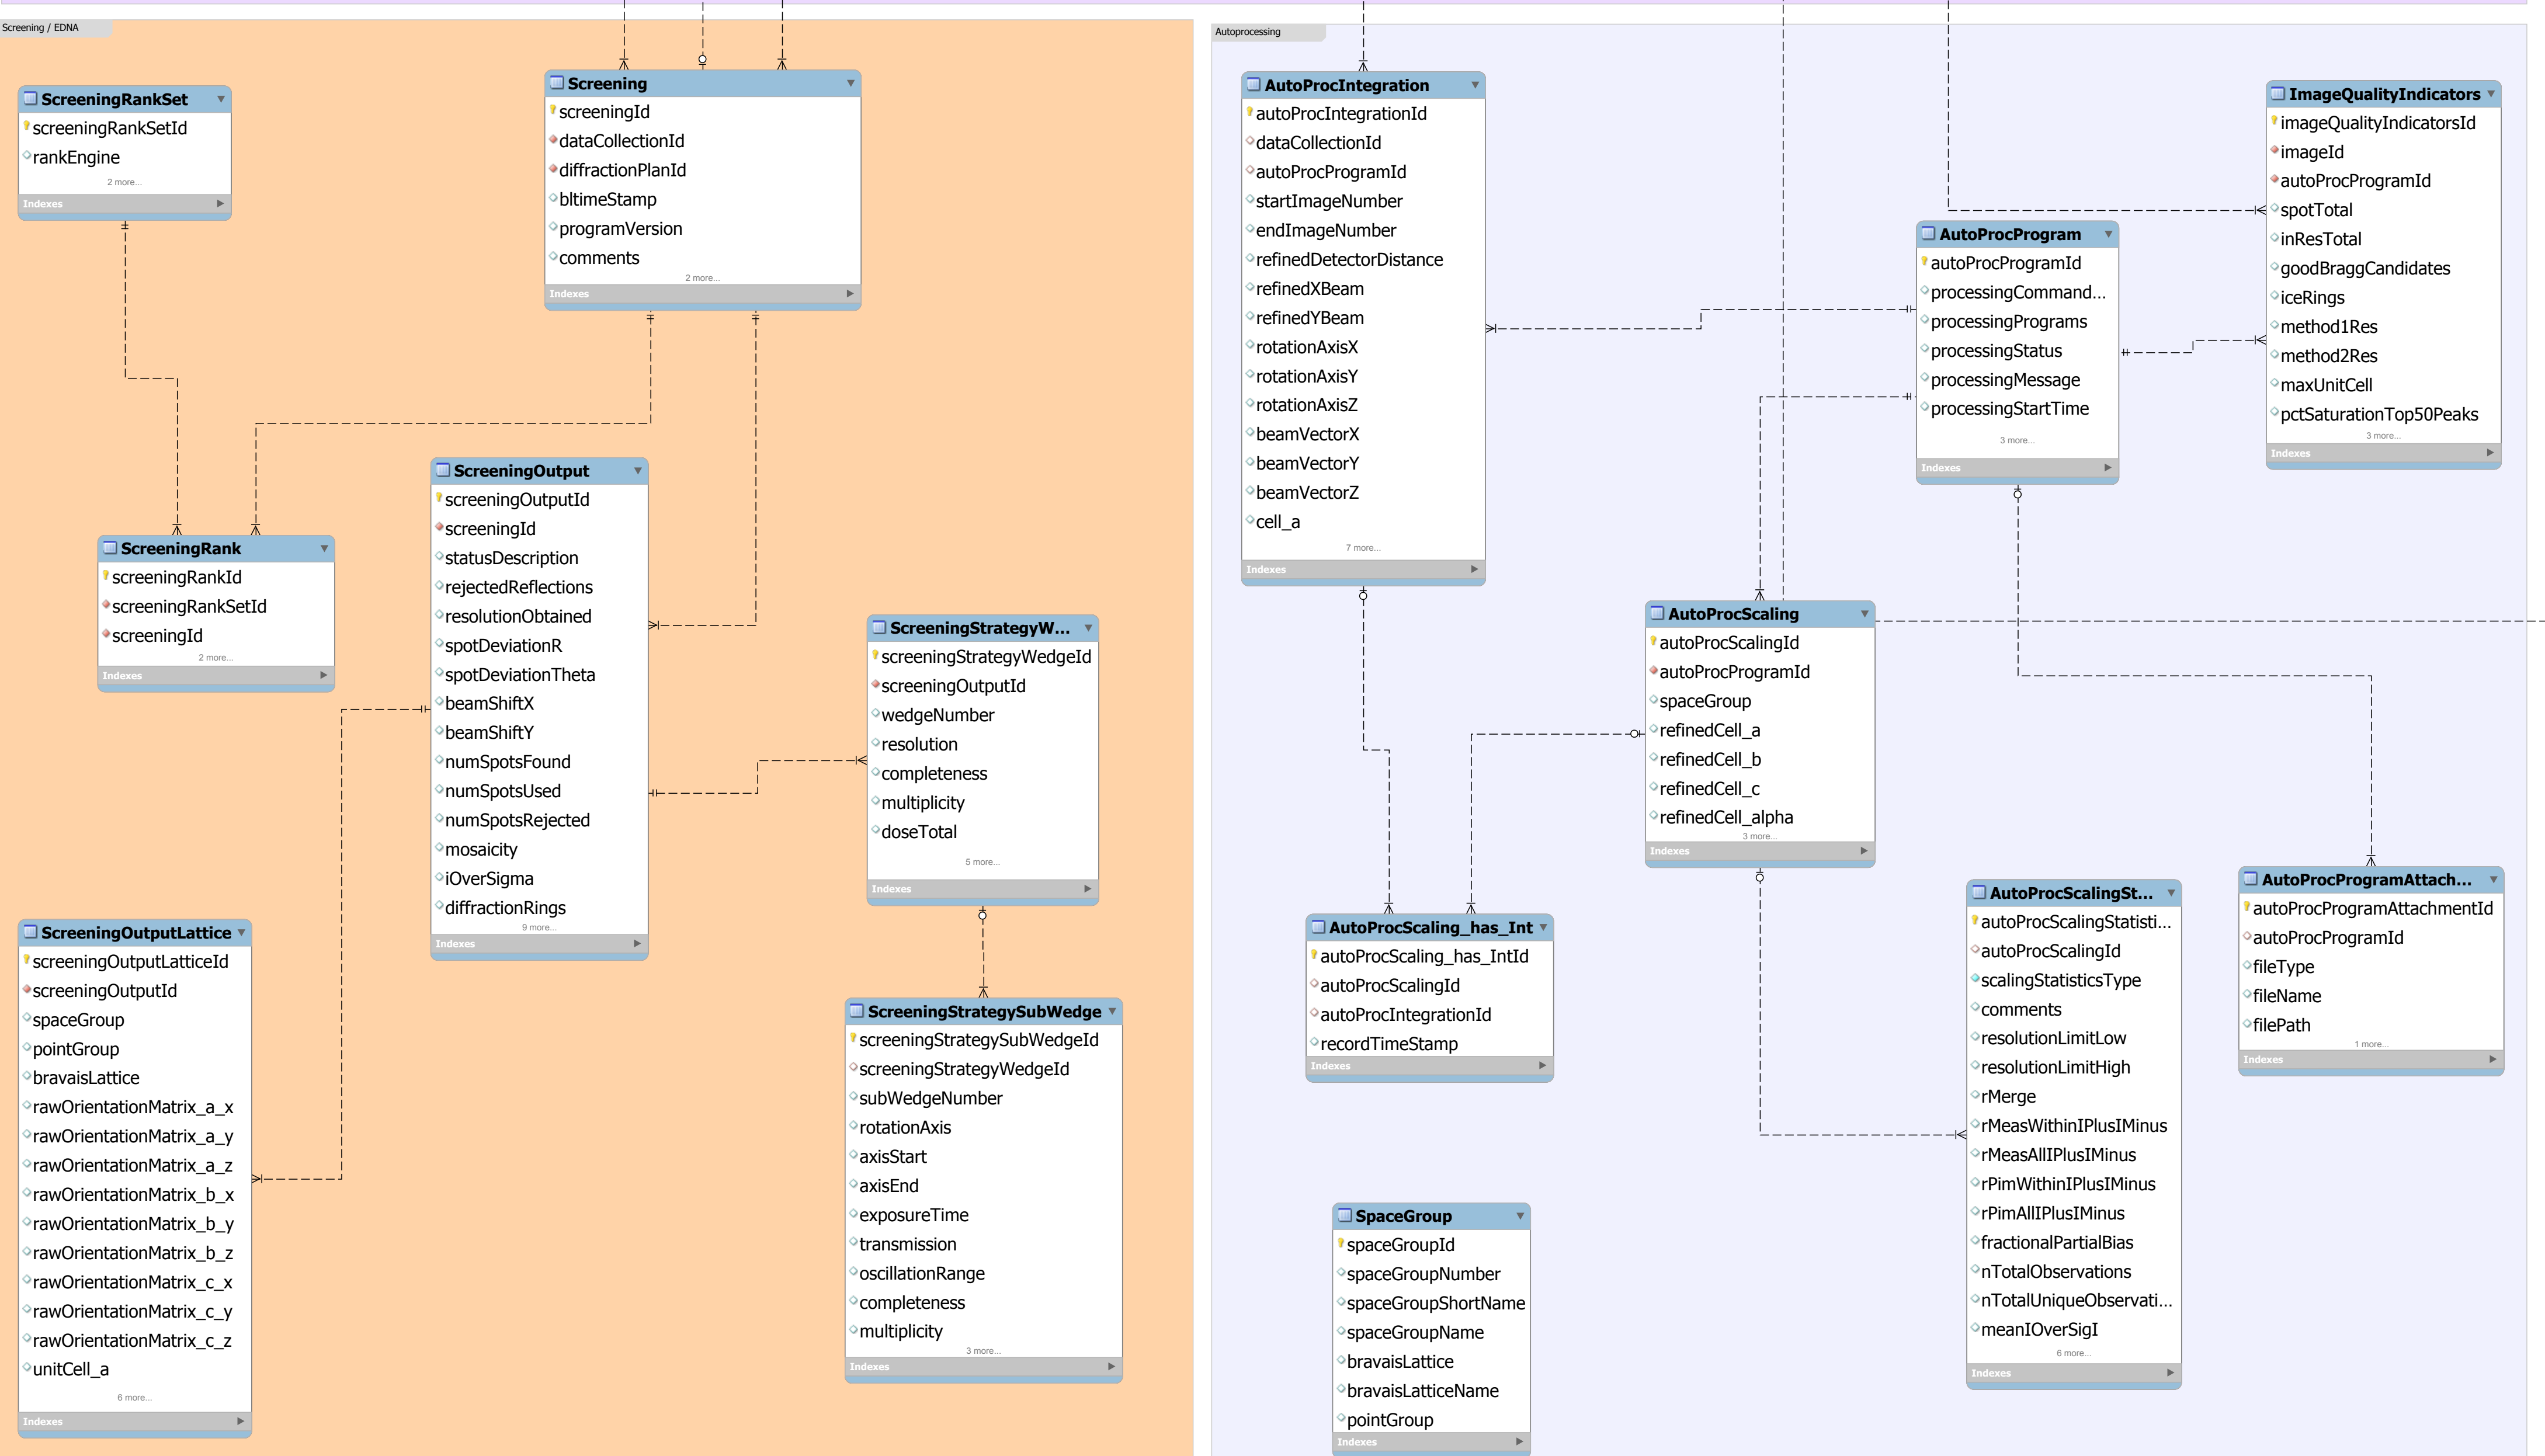 Screening / EDNA
ScreeningRankSet
screeningRankSetId
rankEngine
2 more...
Indexes
Screening
screeningId
dataCollectionId
diffractionPlanId
bltimeStamp
programVersion
comments
2 more...
Indexes
ScreeningRank
screeningRankId
screeningRankSetId
screeningId
2 more...
Indexes
ScreeningOutput
screeningOutputId
screeningId
statusDescription
rejectedReflections
resolutionObtained
spotDeviationR
spotDeviationTheta
beamShiftX
beamShiftY
numSpotsFound
numSpotsUsed
numSpotsRejected
mosaicity
iOverSigma
diffractionRings
9 more...
Indexes
ScreeningStrategyW...
screeningStrategyWedgeId
screeningOutputId
wedgeNumber
resolution
completeness
multiplicity
doseTotal
5 more...
Indexes
ScreeningOutputLattice
screeningOutputLatticeId
screeningOutputId
spaceGroup
pointGroup
bravaisLattice
rawOrientationMatrix_a_x
rawOrientationMatrix_a_y
rawOrientationMatrix_a_z
rawOrientationMatrix_b_x
rawOrientationMatrix_b_y
rawOrientationMatrix_b_z
rawOrientationMatrix_c_x
rawOrientationMatrix_c_y
rawOrientationMatrix_c_z
unitCell_a
6 more...
Indexes
ScreeningStrategySubWedge
screeningStrategySubWedgeId
screeningStrategyWedgeId
subWedgeNumber
rotationAxis
axisStart
axisEnd
exposureTime
transmission
oscillationRange
completeness
multiplicity
3 more...
Indexes
Autoprocessing
AutoProcIntegration
autoProcIntegrationId
dataCollectionId
autoProcProgramId
startImageNumber
endImageNumber
refinedDetectorDistance
refinedXBeam
refinedYBeam
rotationAxisX
rotationAxisY
rotationAxisZ
beamVectorX
beamVectorY
beamVectorZ
cell_a
7 more...
Indexes
AutoProcProgram
autoProcProgramId
processingCommand...
processingPrograms
processingStatus
processingMessage
processingStartTime
3 more...
Indexes
ImageQualityIndicators
imageQualityIndicatorsId
imageId
autoProcProgramId
spotTotal
inResTotal
goodBraggCandidates
iceRings
method1Res
method2Res
maxUnitCell
pctSaturationTop50Peaks
3 more...
Indexes
AutoProcScaling
autoProcScalingId
autoProcProgramId
spaceGroup
refinedCell_a
refinedCell_b
refinedCell_c
refinedCell_alpha
3 more...
Indexes
AutoProcScaling_has_Int
autoProcScaling_has_IntId
autoProcScalingId
autoProcIntegrationId
recordTimeStamp
Indexes
AutoProcScalingSt...
autoProcScalingStatisti...
autoProcScalingId
scalingStatisticsType
comments
resolutionLimitLow
resolutionLimitHigh
rMerge
rMeasWithinIPlusIMinus
rMeasAllIPlusIMinus
rPimWithinIPlusIMinus
rPimAllIPlusIMinus
fractionalPartialBias
nTotalObservations
nTotalUniqueObservati...
meanIOverSigI
6 more...
Indexes
AutoProcProgramAttach...
autoProcProgramAttachmentId
autoProcProgramId
fileType
fileName
filePath
1 more...
Indexes
SpaceGroup
spaceGroupId
spaceGroupNumber
spaceGroupShortName
spaceGroupName
bravaisLattice
bravaisLatticeName
pointGroup
Indexes